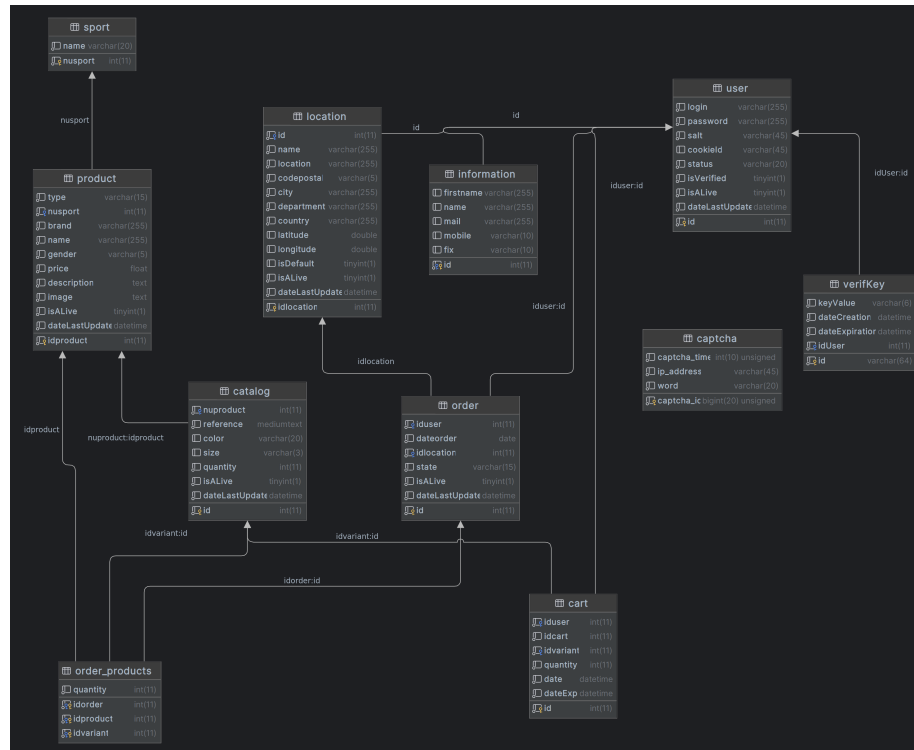 sport
name varchar(20)
nusport int(11)
nusport
product
type varchar(15)
nusport int(11)
brand varchar(255)
name varchar(255)
gender varchar(5)
price float
description text
image text
isALive tinyint(1)
dateLastUpdate datetime
idproduct int(11)
location
id int(11)
name varchar(255)
location varchar(255)
codepostal varchar(5)
city varchar(255)
department varchar(255)
country varchar(255)
latitude double
longitude double
isDefault tinyint(1)
isALive tinyint(1)
dateLastUpdate datetime
idlocation int(11)
id
id
information
firstname varchar(255)
name varchar(255)
mail varchar(255)
mobile varchar(10)
fix varchar(10)
id int(11)
user
login varchar(255)
password varchar(255)
salt varchar(45)
cookieId varchar(45)
status varchar(20)
isVerified tinyint(1)
isALive tinyint(1)
dateLastUpdate datetime
id int(11)
iduser:id
idUser:id
iduser:id
verifKey
keyValue varchar(6)
dateCreation datetime
dateExpiration datetime
idUser int(11)
id varchar(64)
captcha
captcha_time int(10) unsigned
ip_address varchar(45)
word varchar(20)
captcha_ic bigint(20) unsigned
idlocation
catalog
nuproduct int(11)
reference mediumtext
color varchar(20)
size varchar(3)
quantity int(11)
isALive tinyint(1)
dateLastUpdate datetime
id int(11)
order
iduser int(11)
dateorder date
idlocation int(11)
state varchar(15)
isALive tinyint(1)
dateLastUpdate datetime
id int(11)
idproduct
nuproduct:idproduct
idvariant:id
idvariant:id
idorder:id
cart
iduser int(11)
idcart int(11)
idvariant int(11)
quantity int(11)
date datetime
dateExp datetime
id int(11)
order_products
quantity int(11)
idorder int(11)
idproduct int(11)
idvariant int(11)